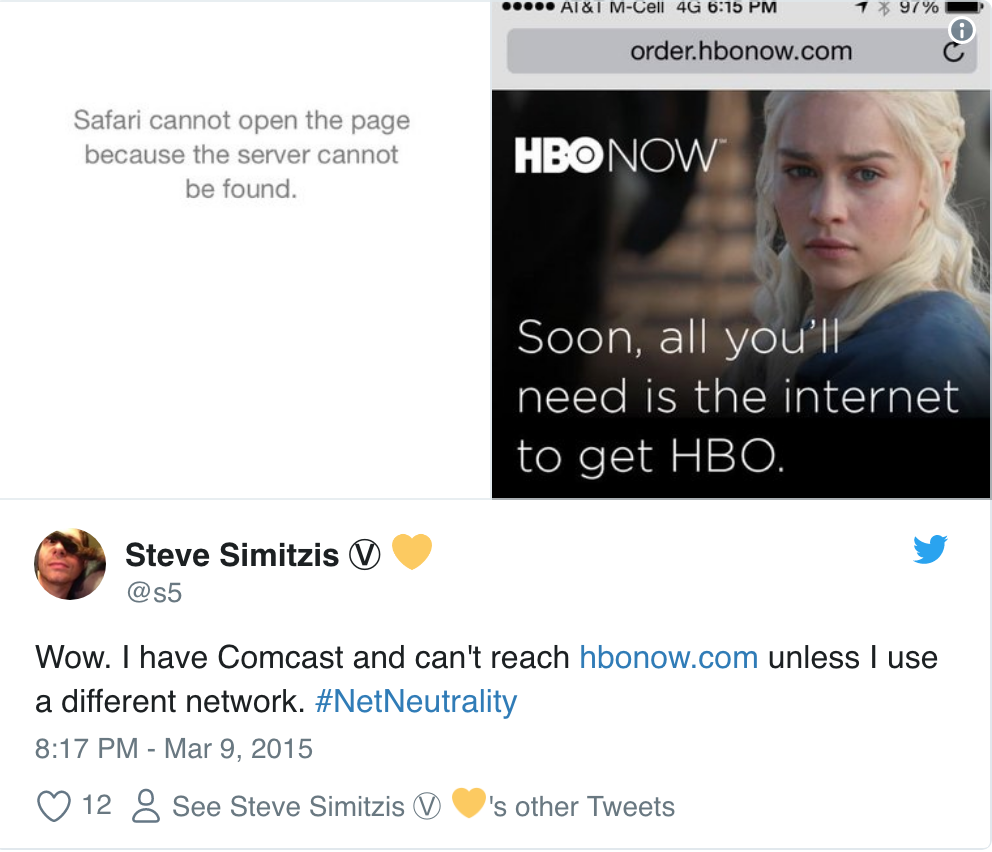 Safari cannot open the page
because the server cannot
be found.
●●●●● AT&T M-Cell 4G 6:15 PM 97%
order.hbonow.com
HBO NOW™
Soon, all you'll
need is the internet
to get HBO.
Steve Simitzis Ⓥ 💛
@s5
Wow. I have Comcast and can't reach hbonow.com unless I use
a different network. #NetNeutrality
8:17 PM - Mar 9, 2015
12 See Steve Simitzis Ⓥ 💛's other Tweets